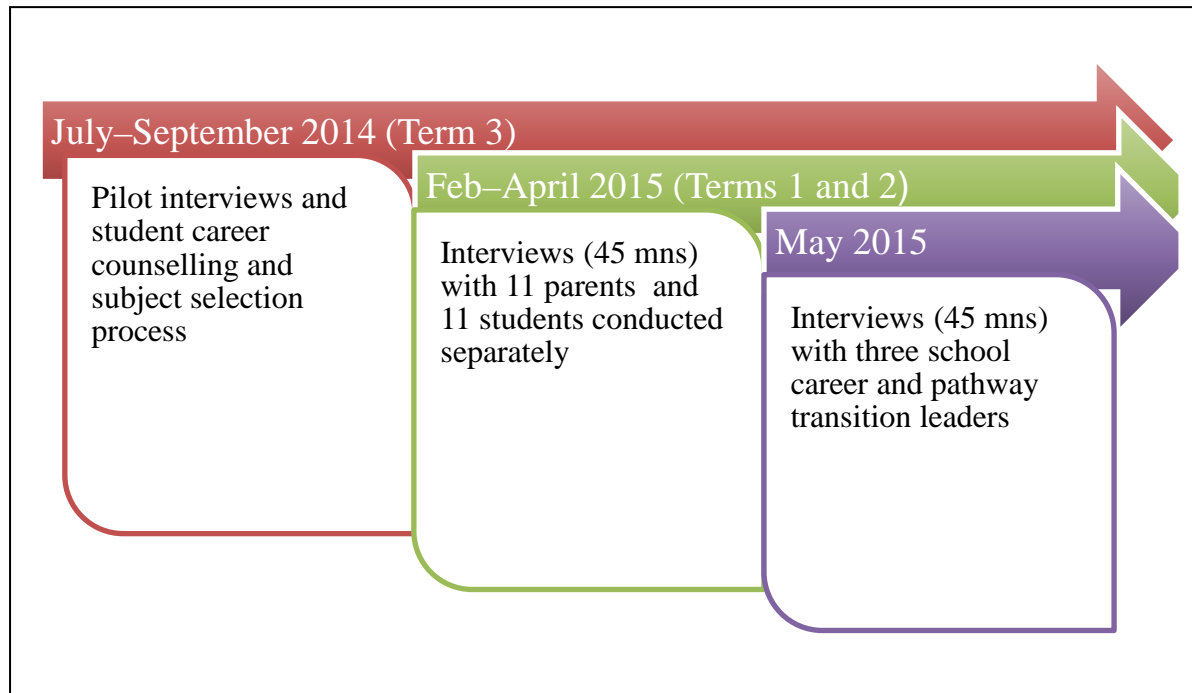 July–September 2014 (Term 3)
Pilot interviews and
student career
counselling and
subject selection
process
Feb–April 2015 (Terms 1 and 2)
Interviews (45 mns)
with 11 parents  and
11 students conducted
separately
May 2015
Interviews (45 mns)
with three school
career and pathway
transition leaders